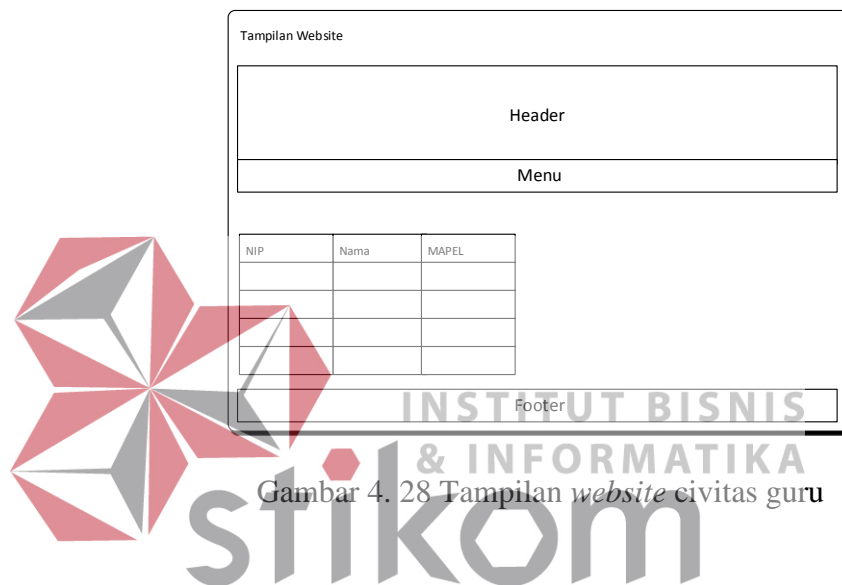 Tampilan Website
Header
Menu
NIP Nama MAPEL
Footer
INSTITUT BISNIS
& INFORMATIKA
stikom
Gambar 4. 28 Tampilan website civitas guru